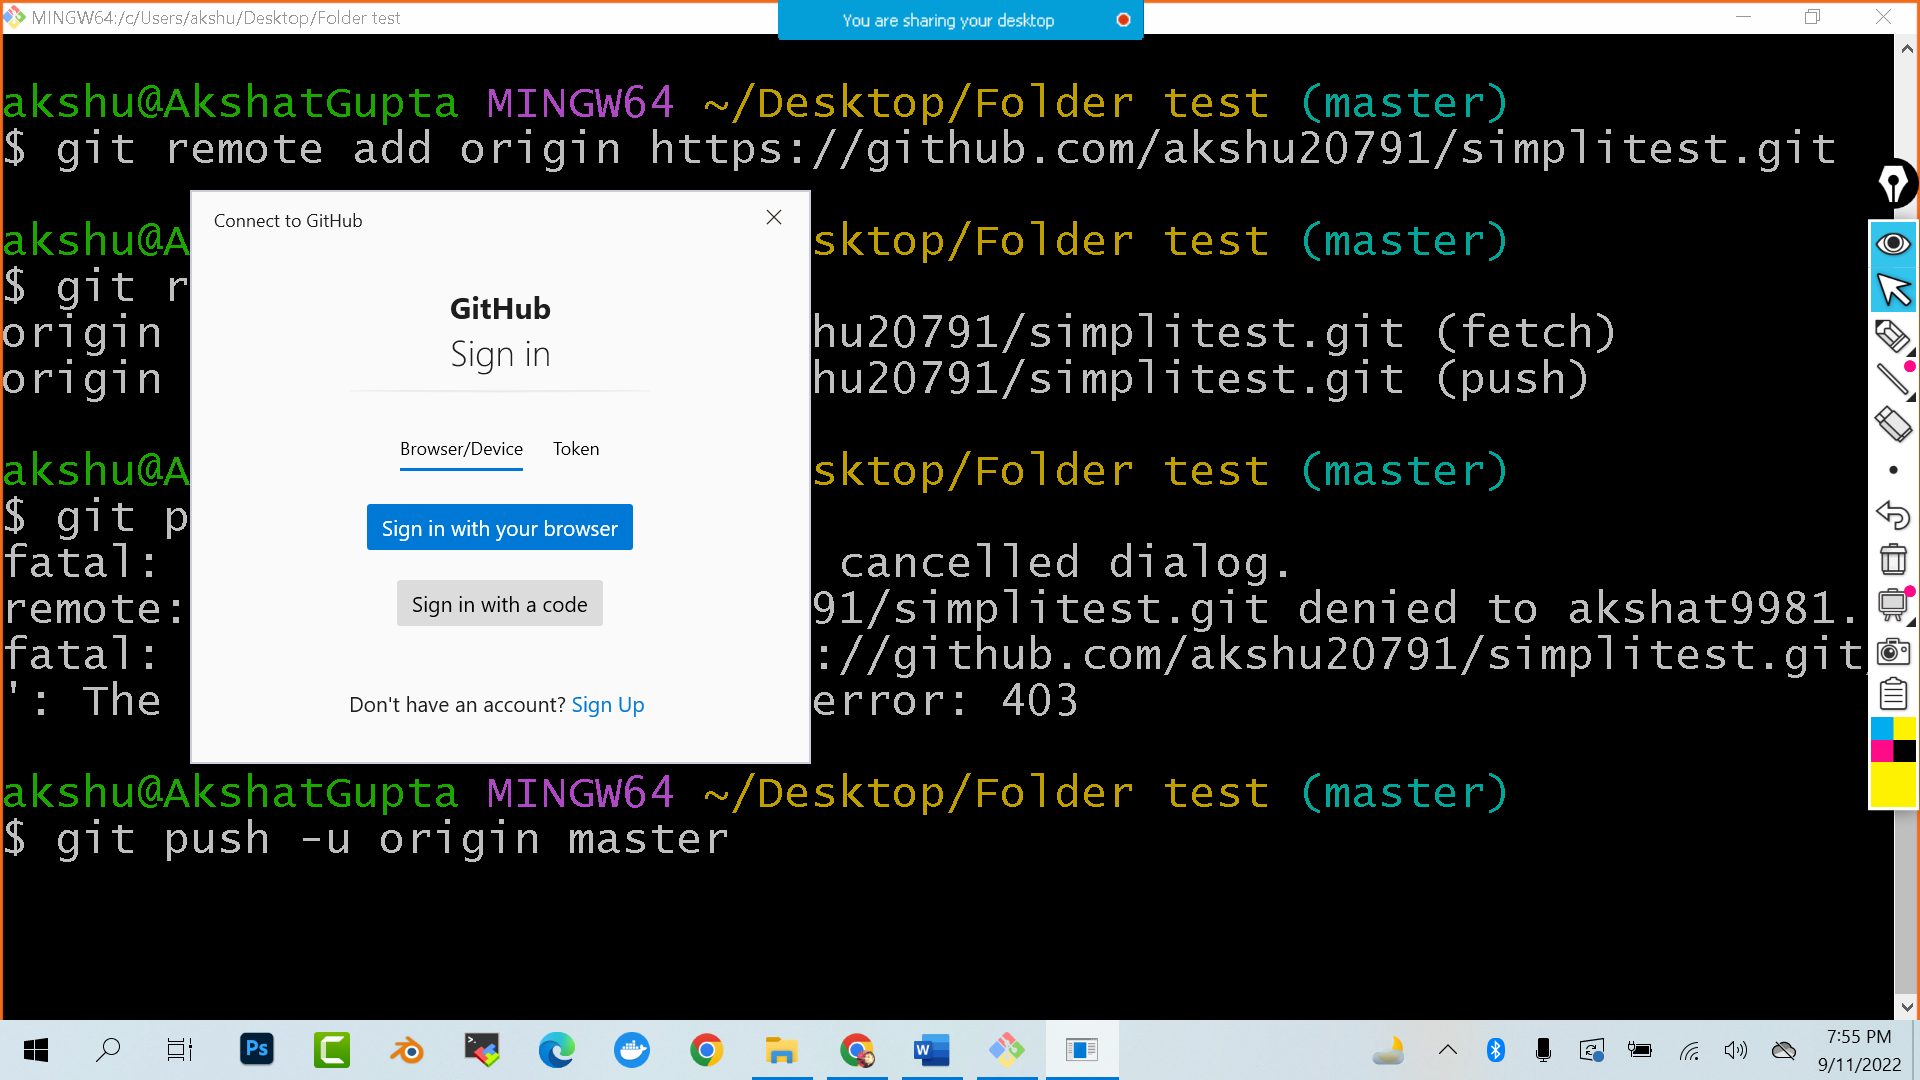 MINGW64:/c/Users/akshu/Desktop/Folder test
You are sharing your desktop
akshu@AkshatGupta MINGW64 ~/Desktop/Folder test (master)
$ git remote add origin https://github.com/akshu20791/simplitest.git
akshu@A sktop/Folder test (master)
$ git r
origin hu20791/simplitest.git (fetch)
origin hu20791/simplitest.git (push)
akshu@A sktop/Folder test (master)
$ git p
fatal: cancelled dialog.
remote: 91/simplitest.git denied to akshat9981.
fatal: ://github.com/akshu20791/simplitest.git/
': The error: 403
akshu@AkshatGupta MINGW64 ~/Desktop/Folder test (master)
$ git push -u origin master
Connect to GitHub
GitHub
Sign in
Browser/Device Token
Sign in with your browser
Sign in with a code
Don't have an account? Sign Up
Ps
C
W
7:55 PM
9/11/2022